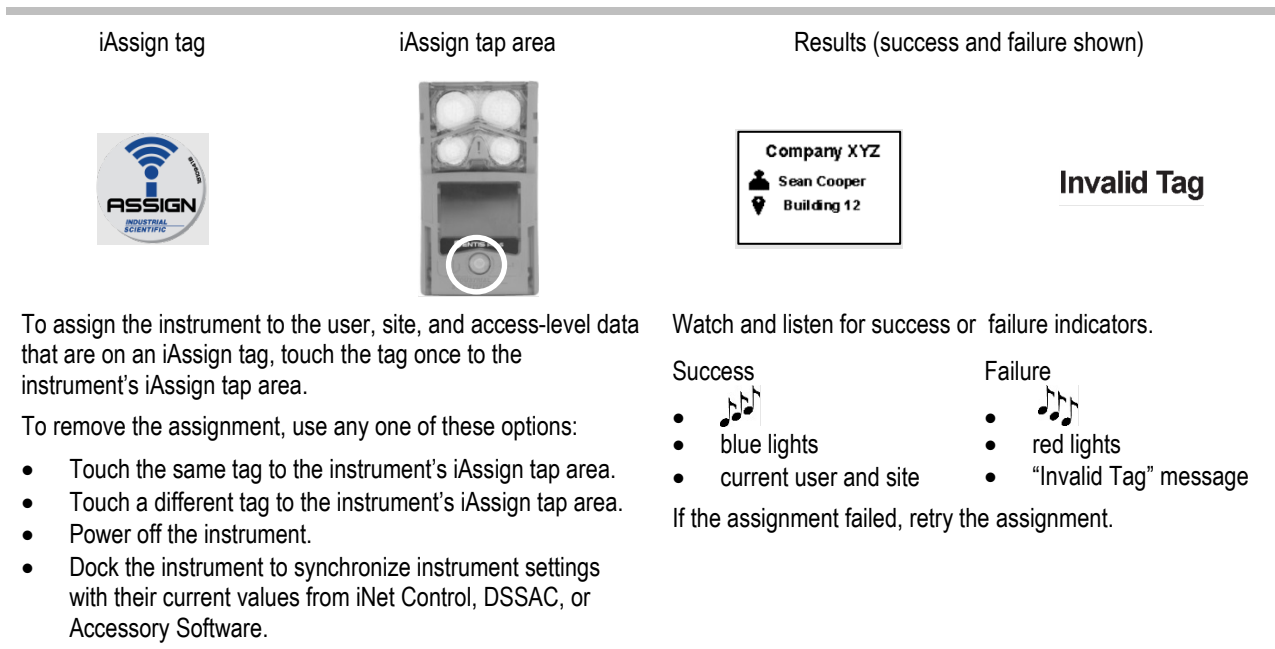 iAssign tag
iAssign tap area
Results (success and failure shown)
ASSIGN
INDUSTRIAL
SCIENTIFIC
Company XYZ
Sean Cooper
Building 12
Invalid Tag
To assign the instrument to the user, site, and access-level data
that are on an iAssign tag, touch the tag once to the
instrument's iAssign tap area.
To remove the assignment, use any one of these options:
• Touch the same tag to the instrument's iAssign tap area.
• Touch a different tag to the instrument's iAssign tap area.
• Power off the instrument.
• Dock the instrument to synchronize instrument settings
with their current values from iNet Control, DSSAC, or
Accessory Software.
Watch and listen for success or failure indicators.
Success
• blue lights
• current user and site
Failure
• red lights
• “Invalid Tag” message
If the assignment failed, retry the assignment.